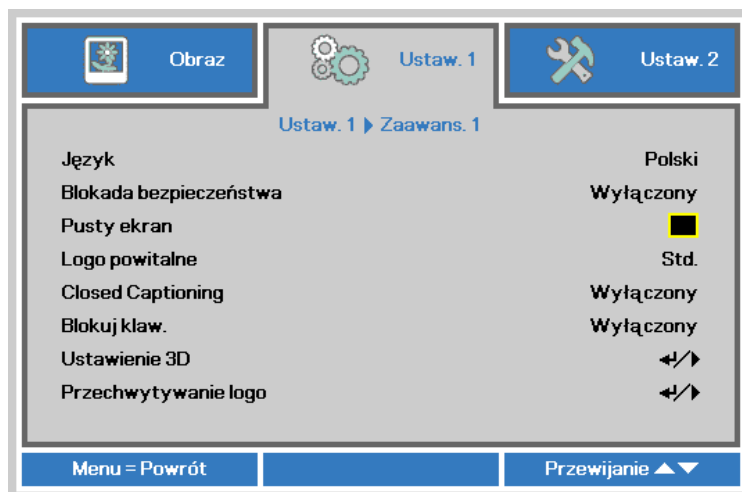 Obraz
Ustaw. 1
Ustaw. 2
Ustaw. 1 Zaawans. 1
Język Polski
Blokada bezpieczeństwa Wyłączony
Pusty ekran
Logo powitalne Std.
Closed Captioning Wyłączony
Blokuj klaw. Wyłączony
Ustawienie 3D ↵/▶
Przechwytywanie logo ↵/▶
Menu = Powrót Przewijanie ▲▼